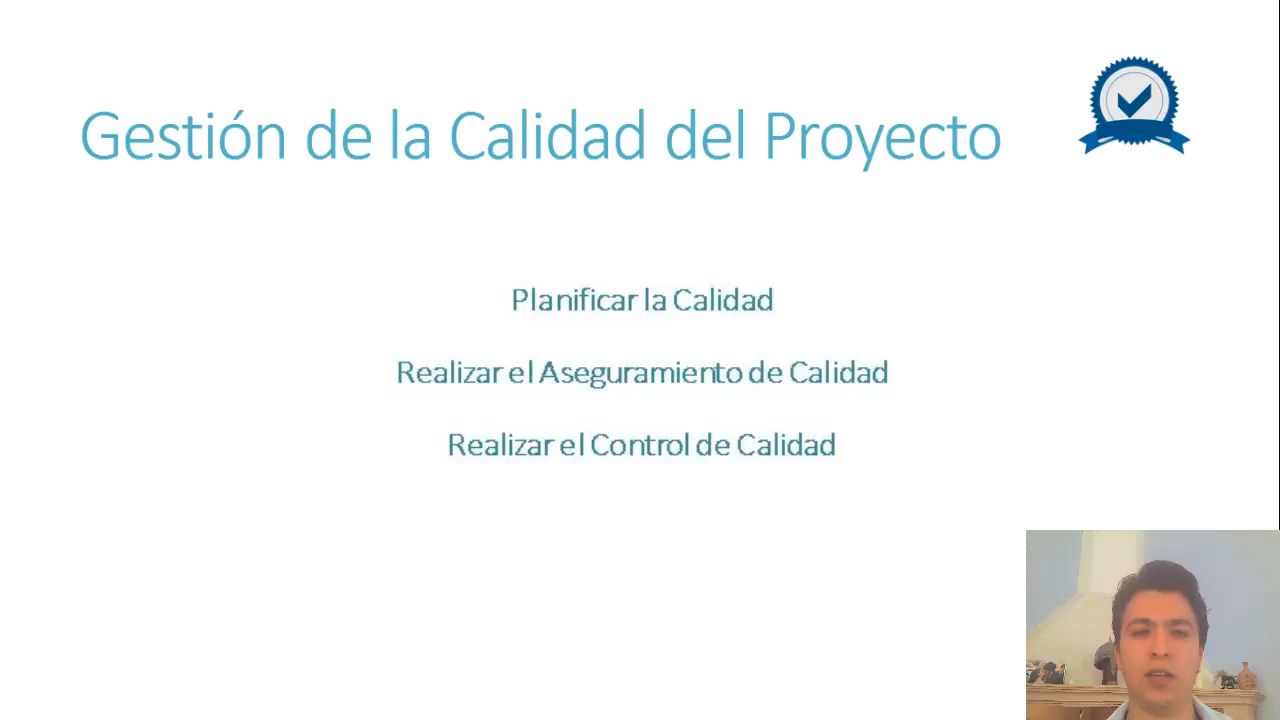 Gestión de la Calidad del Proyecto
Planificar la Calidad
Realizar el Aseguramiento de Calidad
Realizar el Control de Calidad